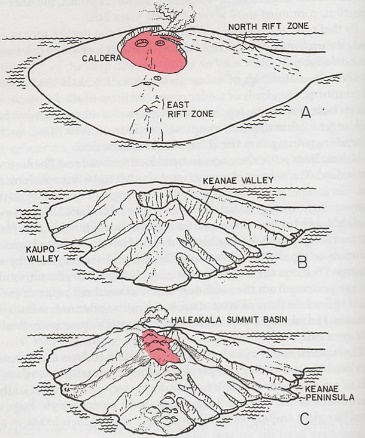 NORTH RIFT ZONE
CALDERA
EAST
RIFT ZONE
A
KEANAE VALLEY
KAUPO
VALLEY
B
HALEAKALA SUMMIT BASIN
KEANAE
PENINSULA
C